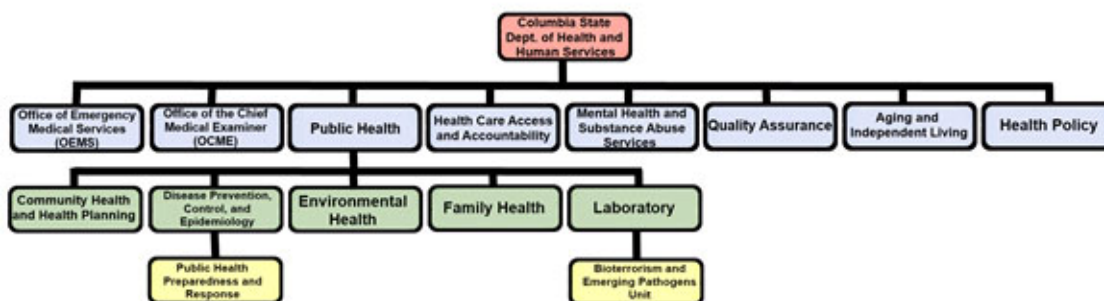 Columbia State
Dept. of Health and
Human Services
Office of Emergency
Medical Services
(OEMS)
Office of the Chief
Medical Examiner
(OCME)
Public Health
Health Care Access
and Accountability
Mental Health and
Substance Abuse
Services
Quality Assurance
Aging and
Independent Living
Health Policy
Community Health
and Health Planning
Disease Prevention,
Control, and
Epidemiology
Environmental
Health
Family Health
Laboratory
Public Health
Preparedness and
Response
Bioterrorism and
Emerging Pathogens
Unit